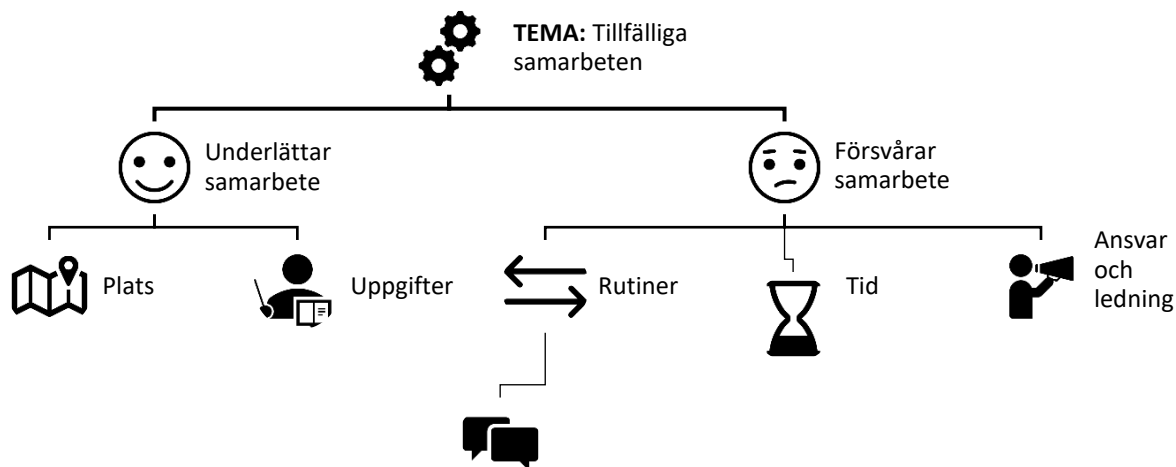 TEMA: Tillfälliga
samarbeten
Underlättar
samarbete
Försvårar
samarbete
Plats
Uppgifter
Rutiner
Tid
Ansvar
och
ledning